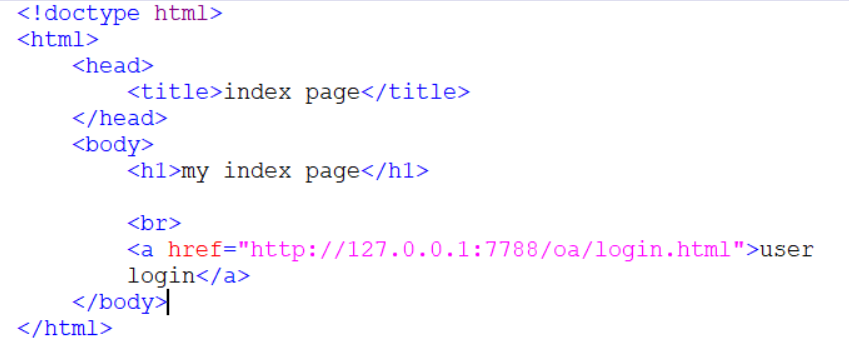 <!doctype html>
<html>
<head>
<title>index page</title>
</head>
<body>
<h1>my index page</h1>
<br>
<a href="http://127.0.0.1:7788/oa/login.html">user
login</a>
</body>
</html>